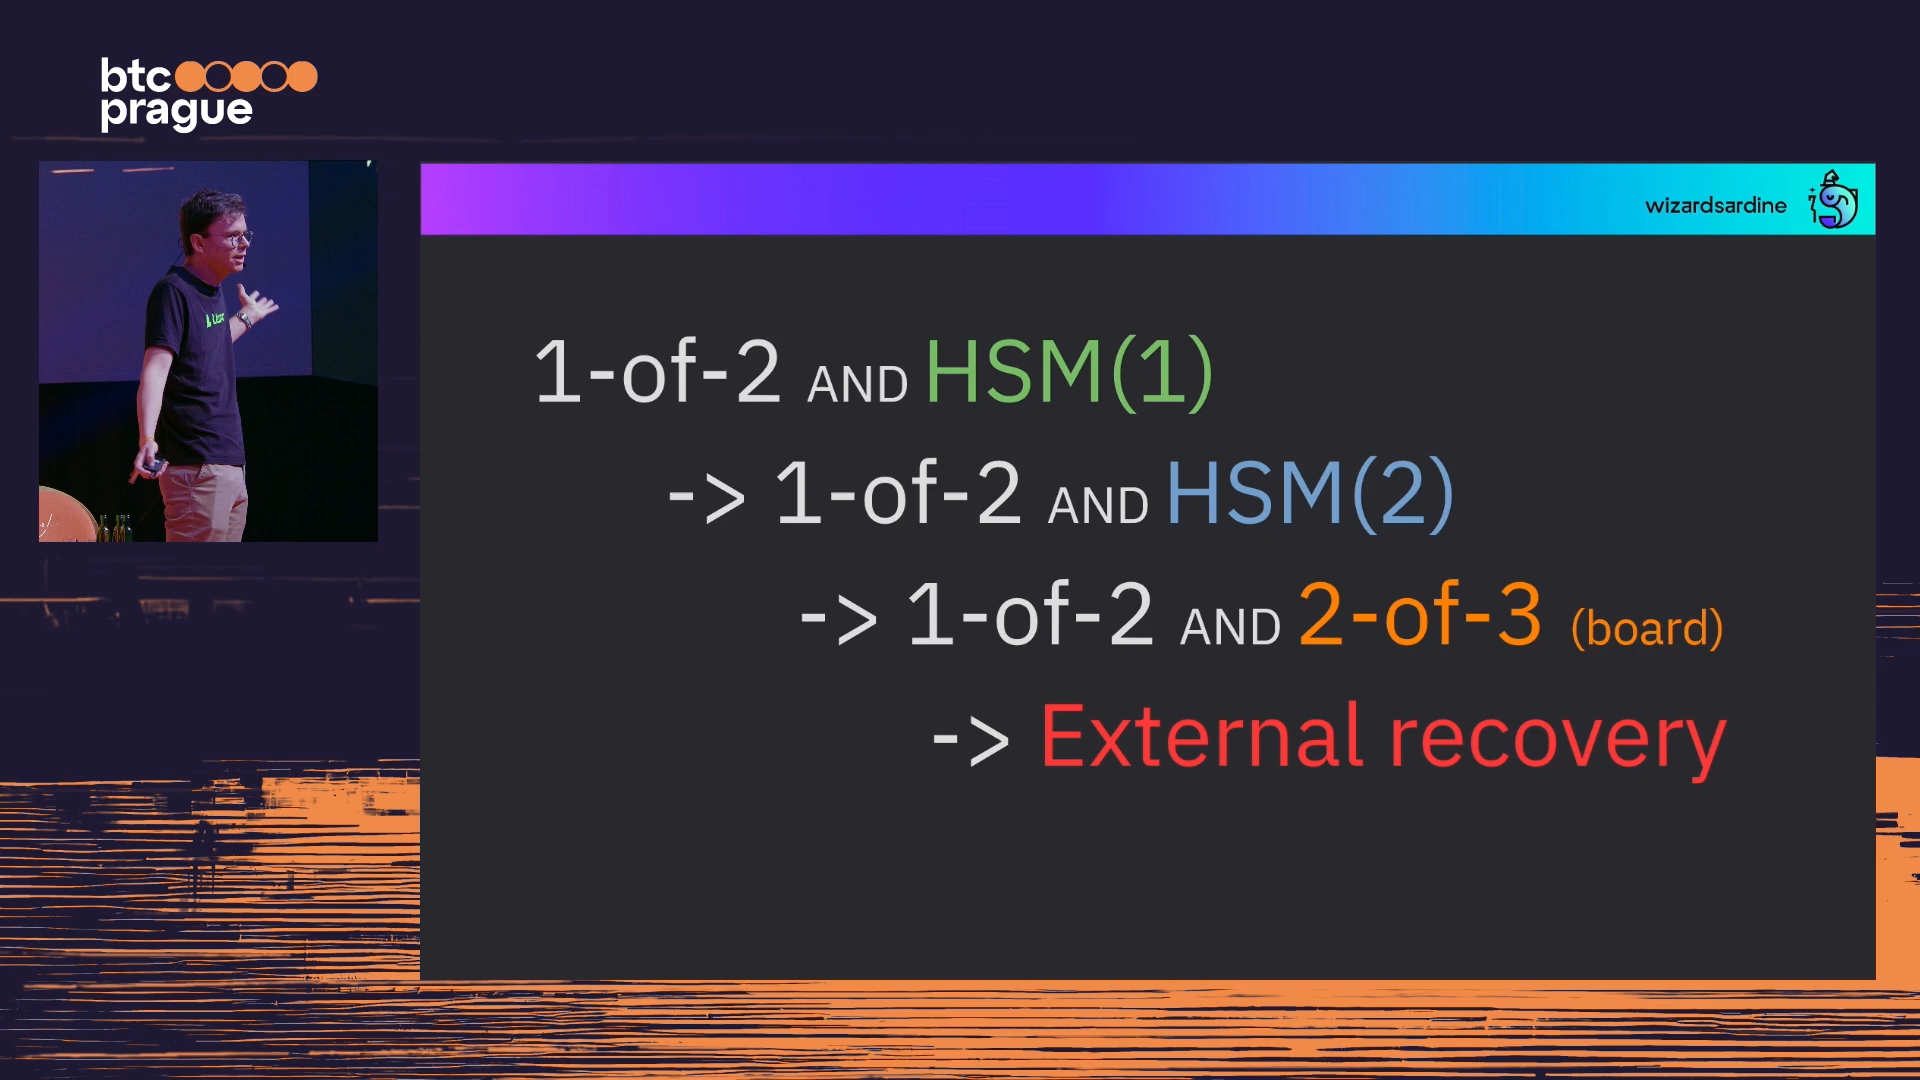 btc
prague
wizardsardine
1-of-2 AND HSM(1)
-> 1-of-2 AND HSM(2)
-> 1-of-2 AND 2-of-3 (board)
-> External recovery